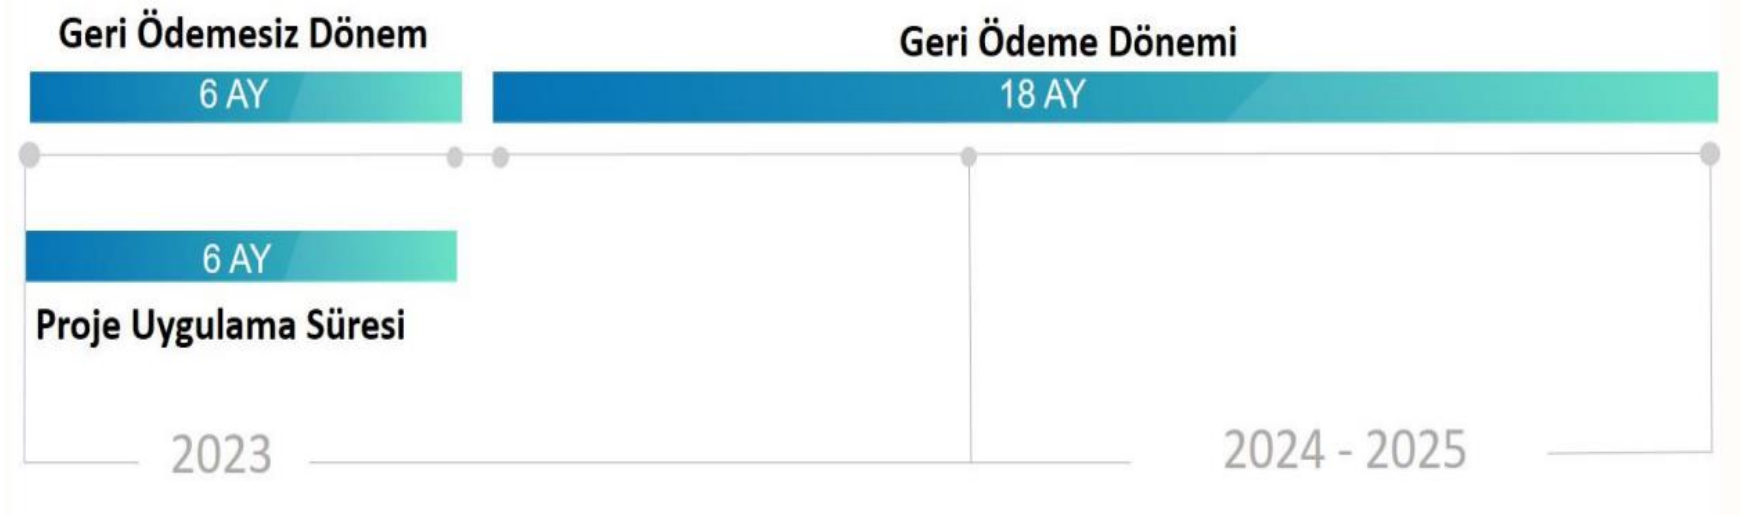 Geri Ödemesiz Dönem
Geri Ödeme Dönemi
6 AY
18 AY
6 AY
Proje Uygulama Süresi
2023
2024 - 2025